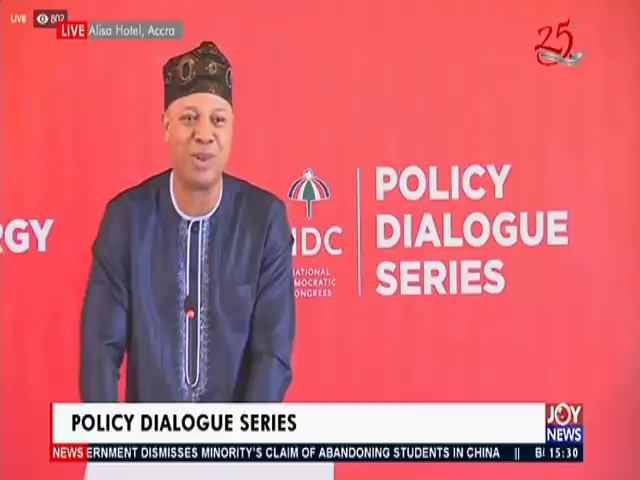 LIVE 802
LIVE Alisa Hotel, Accra
25
RGY
NDC
NATIONAL
DEMOCRATIC
CONGRESS
POLICY
DIALOGUE
SERIES
POLICY DIALOGUE SERIES
JOY
NEWS
NEWS ERNMENT DISMISSES MINORITY'S CLAIM OF ABANDONING STUDENTS IN CHINA || B 15:30